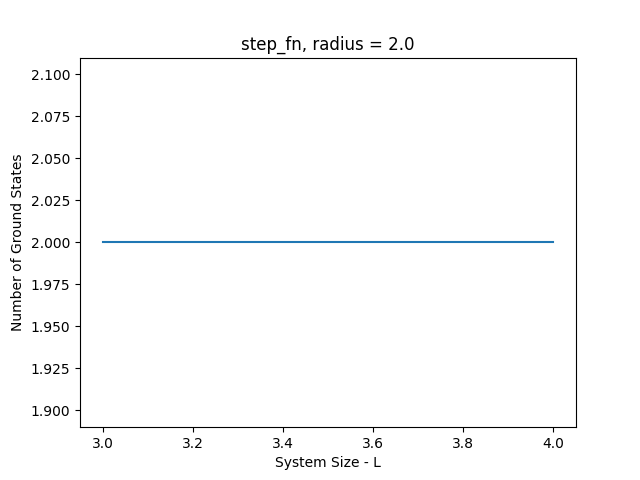 step_fn, radius = 2.0
Number of Ground States
2.100
2.075
2.050
2.025
2.000
1.975
1.950
1.925
1.900
3.0 3.2 3.4 3.6 3.8 4.0
System Size - L